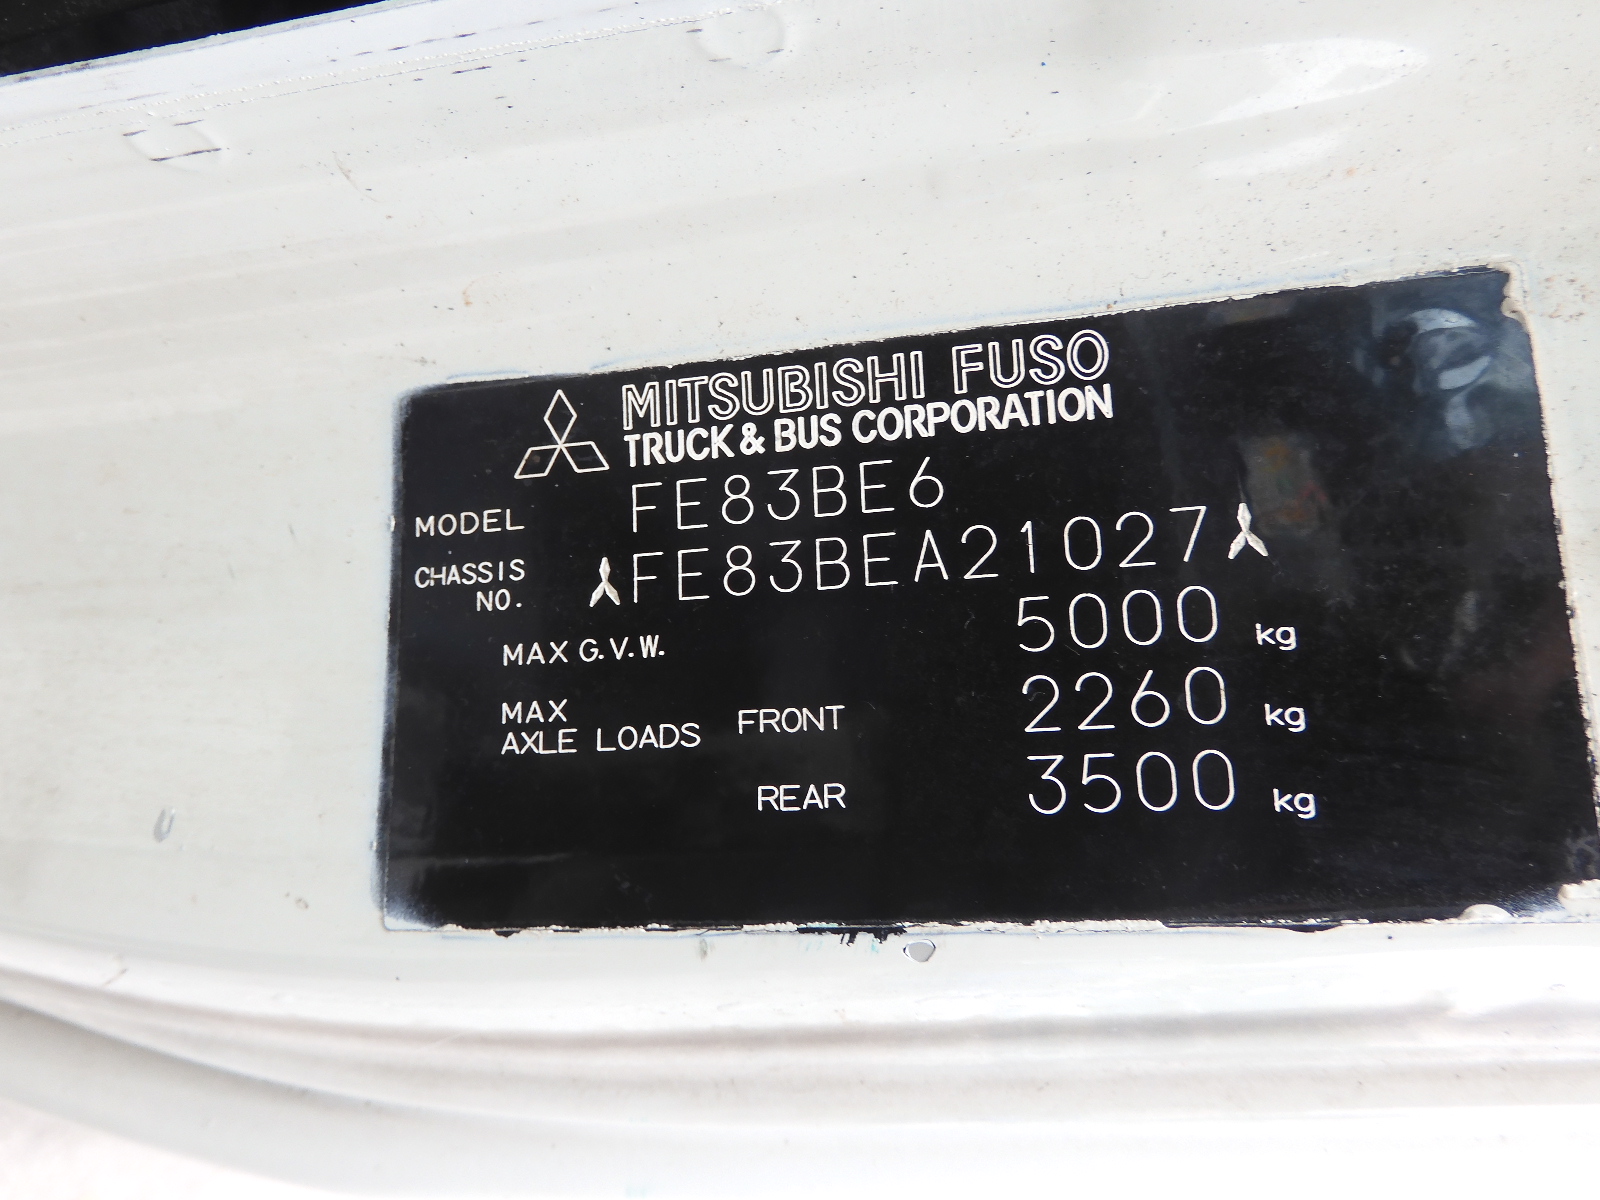 MITSUBISHI FUSO
TRUCK & BUS CORPORATION
MODEL FE83BE6
CHASSIS NO. FE83BEA21027
MAX G.V.W. 5000 kg
MAX AXLE LOADS FRONT 2260 kg
REAR 3500 kg